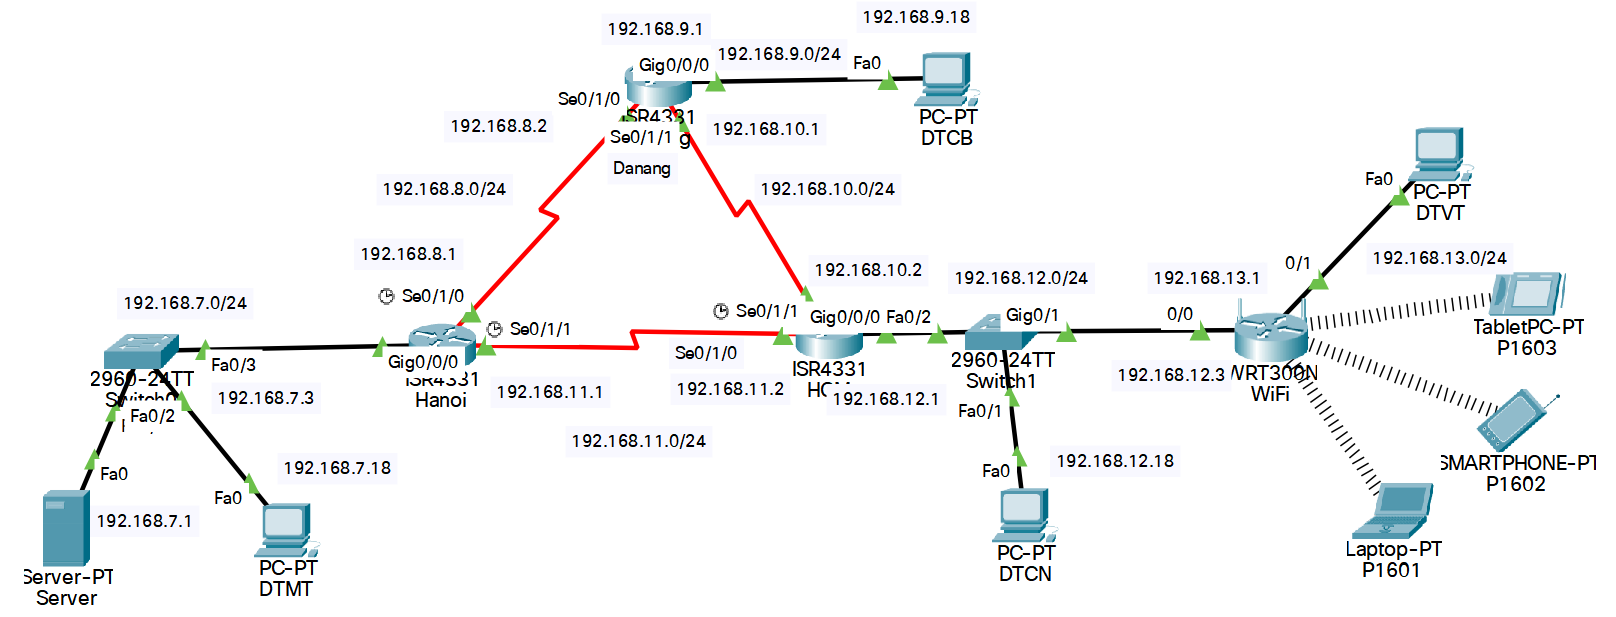 192.168.9.18
192.168.9.1
192.168.9.0/24
Gig0/0/0
Fa0
Se0/1/0
ISR4331
192.168.8.2
Se0/1/1
g
192.168.10.1
PC-PT
DTCB
Danang
192.168.8.0/24
192.168.10.0/24
Fa0
PC-PT
DTVT
192.168.8.1
192.168.10.2
192.168.12.0/24
192.168.13.1
0/1
192.168.13.0/24
192.168.7.0/24
Se0/1/0
Se0/1/1
Se0/1/1
Gig0/0/0
Fa0/2
Gig0/1
0/0
TabletPC-PT
P1603
Fa0/3
Gig0/0/0
Se0/1/0
2960-24TT
Switch0
ISR4331
Hanoi
192.168.11.1
192.168.11.2
ISR4331
192.168.12.1
2960-24TT
Switch1
192.168.12.3
WRT300N
WiFi
192.168.7.3
Fa0/2
Fa0/1
192.168.11.0/24
192.168.7.18
192.168.12.18
SMARTPHONE-PT
P1602
Fa0
Fa0
Fa0
192.168.7.1
Server-PT
Server
PC-PT
DTMT
PC-PT
DTCN
Laptop-PT
P1601